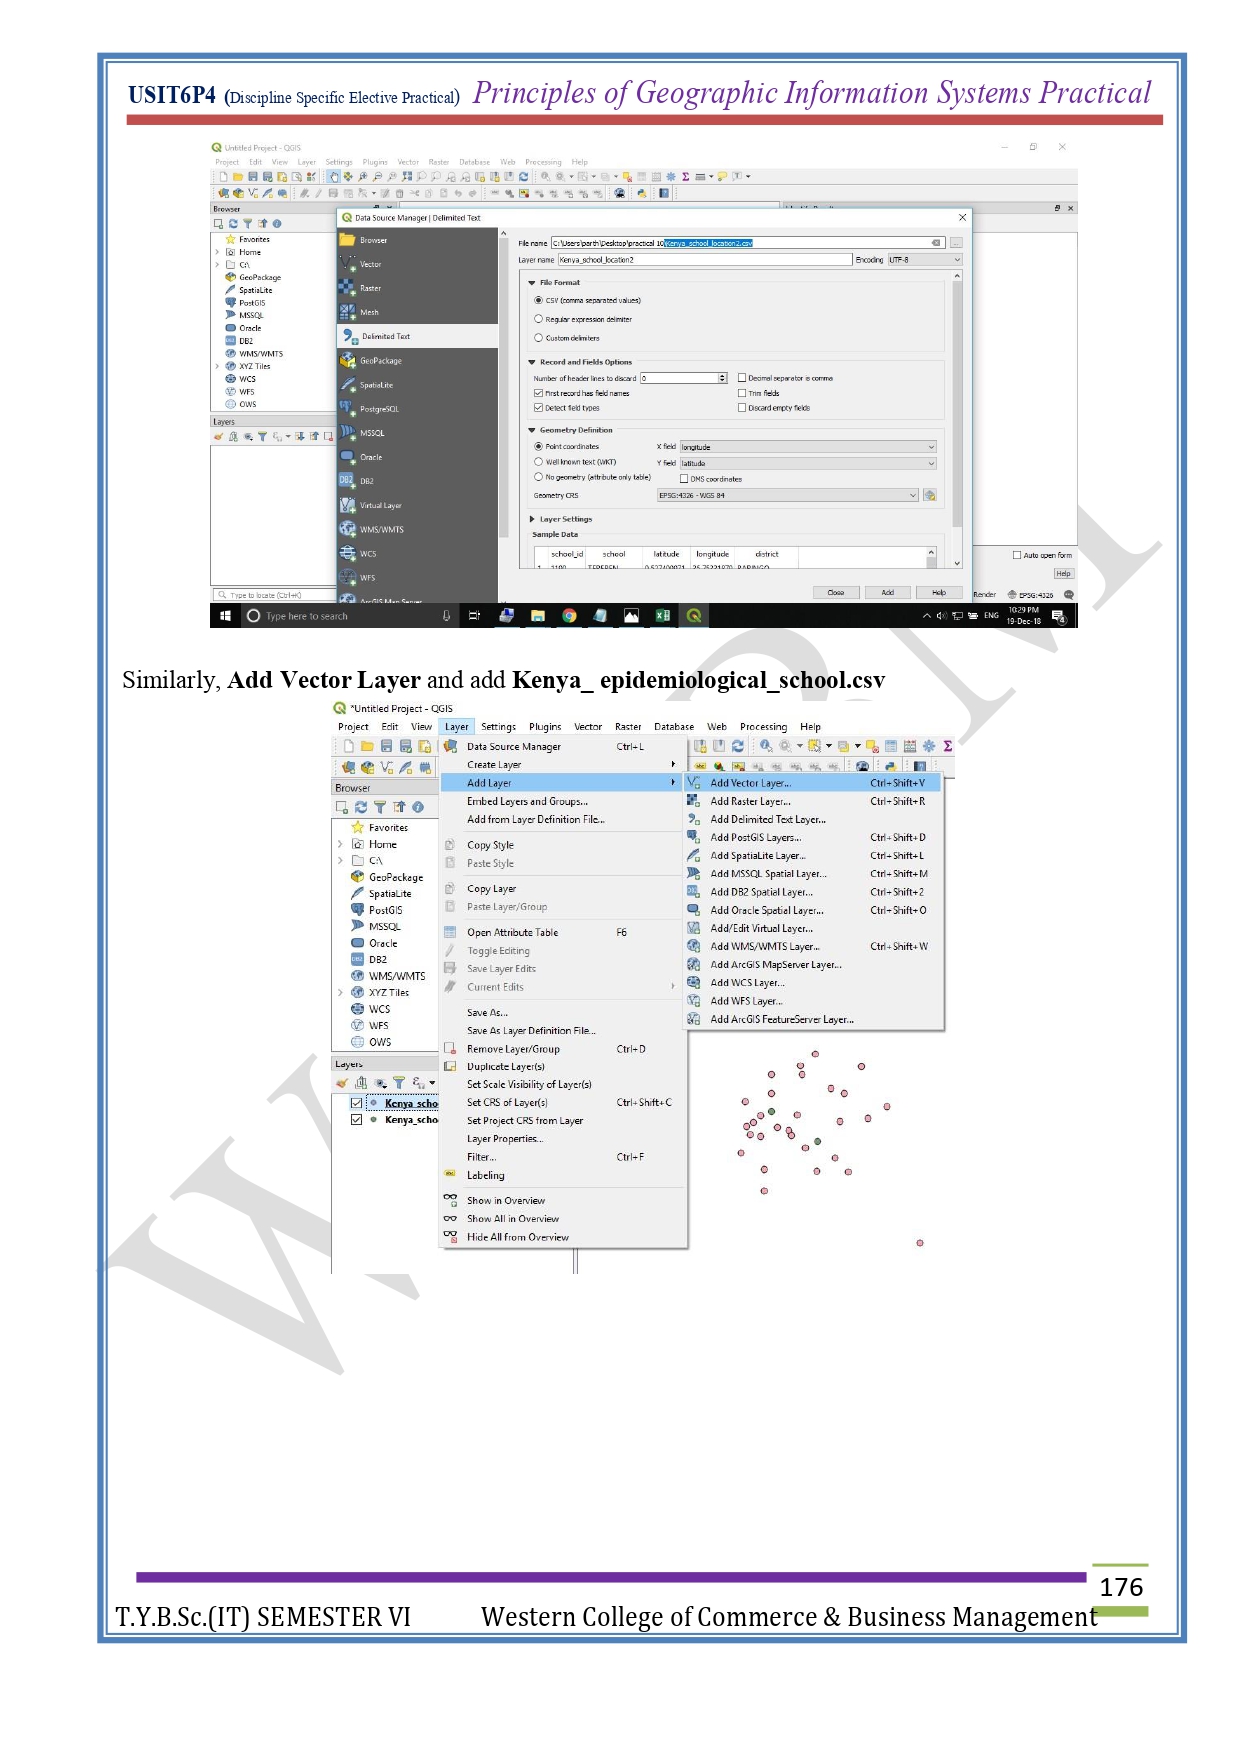 USIT6P4 (Discipline Specific Elective Practical) Principles of Geographic Information Systems Practical
Untitled Project - QGIS
Project Edit View Layer Settings Plugins Vector Raster Database Web Processing Help
Browser
Favorites
Home
C:\
GeoPackage
SpatiaLite
PostGIS
MSSQL
Oracle
DB2
WMS/WMTS
XYZ Tiles
WCS
WFS
OWS
Layers
Type to locate (Ctrl+K)
Data Source Manager | Delimited Text
Browser
Vector
Raster
Mesh
Delimited Text
GeoPackage
SpatiaLite
PostgreSQL
MSSQL
Oracle
DB2
Virtual Layer
WMS/WMTS
WCS
WFS
ArcGIS Map Server
File name C:\Users\parth\Desktop\practical 10\Kenya_school_location2.csv
Layer name Kenya_school_location2 Encoding UTF-8
File Format
CSV (comma separated values)
Regular expression delimiter
Custom delimiters
Record and Fields Options
Number of header lines to discard 0 Decimal separator is comma
First record has field names Trim fields
Detect field types Discard empty fields
Geometry Definition
Point coordinates X field longitude
Well known text (WKT) Y field latitude
No geometry (attribute only table) DMS coordinates
Geometry CRS EPSG:4326 - WGS 84
Layer Settings
Sample Data
school_id school latitude longitude district
Close Add Help
Auto open form
Help
Render EPSG:4326
Type here to search ENG 10:29 PM
19-Dec-18
Similarly, Add Vector Layer and add Kenya_ epidemiological_school.csv
*Untitled Project - QGIS
Project Edit View Layer Settings Plugins Vector Raster Database Web Processing Help
Browser
Favorites
Home
C:\
GeoPackage
SpatiaLite
PostGIS
MSSQL
Oracle
DB2
WMS/WMTS
XYZ Tiles
WCS
WFS
OWS
Layers
Kenya_scho
Kenya_scho
Data Source Manager Ctrl+L
Create Layer
Add Layer
Embed Layers and Groups...
Add from Layer Definition File...
Copy Style
Paste Style
Copy Layer
Paste Layer/Group
Open Attribute Table F6
Toggle Editing
Save Layer Edits
Current Edits
Save As...
Save As Layer Definition File...
Remove Layer/Group Ctrl+D
Duplicate Layer(s)
Set Scale Visibility of Layer(s)
Set CRS of Layer(s) Ctrl+Shift+C
Set Project CRS from Layer
Layer Properties...
Filter... Ctrl+F
Labeling
Show in Overview
Show All in Overview
Hide All from Overview
Add Vector Layer... Ctrl+Shift+V
Add Raster Layer... Ctrl+Shift+R
Add Delimited Text Layer...
Add PostGIS Layers... Ctrl+Shift+D
Add SpatiaLite Layer... Ctrl+Shift+L
Add MSSQL Spatial Layer... Ctrl+Shift+M
Add DB2 Spatial Layer... Ctrl+Shift+2
Add Oracle Spatial Layer... Ctrl+Shift+O
Add/Edit Virtual Layer...
Add WMS/WMTS Layer... Ctrl+Shift+W
Add ArcGIS MapServer Layer...
Add WCS Layer...
Add WFS Layer...
Add ArcGIS FeatureServer Layer...
176
T.Y.B.Sc.(IT) SEMESTER VI Western College of Commerce & Business Management